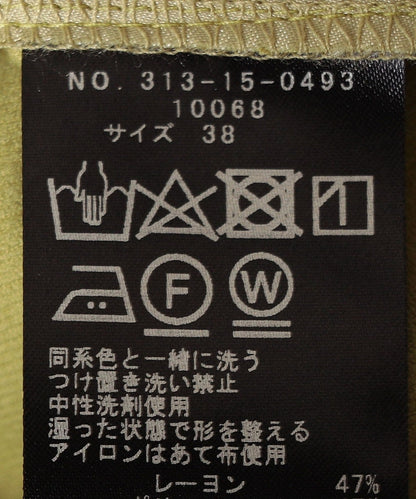 NO. 313-15-0493
10068
サイズ 38
F
W
同系色と一緒に洗う
つけ置き洗い禁止
中性洗剤使用
湿った状態で形を整える
アイロンはあて布使用
レーヨン 47%